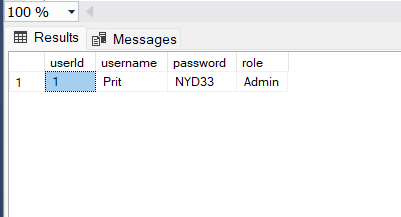 100 %
Results Messages
userId username password role
1 1 Prit NYD33 Admin